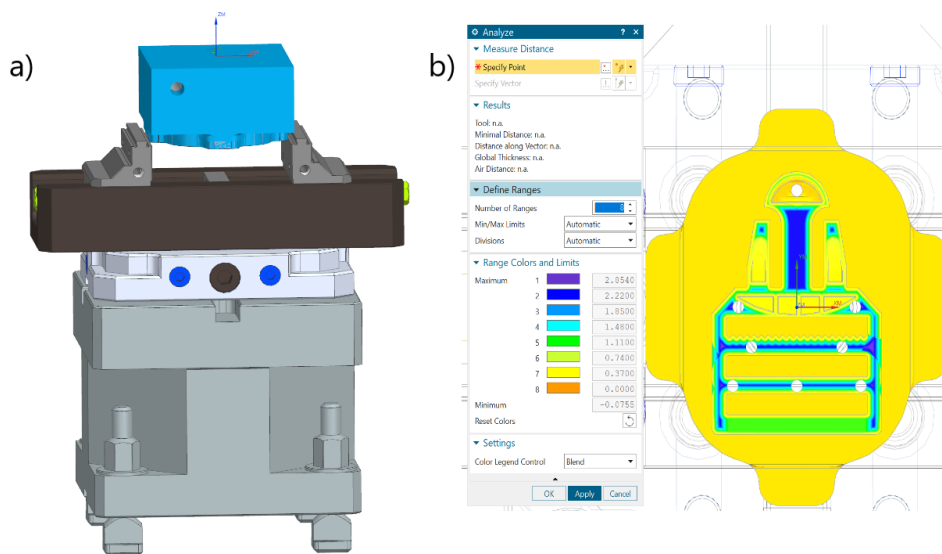 a)
ZM
b)
Analyze ? ×
Measure Distance
* Specify Point
Specify Vector
Results
Tool: n.a.
Minimal Distance: n.a.
Distance along Vector: n.a.
Global Thickness: n.a.
Air Distance: n.a.
Define Ranges
Number of Ranges 8
Min/Max Limits Automatic
Divisions Automatic
Range Colors and Limits
Maximum 1 2.8540
2 2.2200
3 1.8500
4 1.4800
5 1.1100
6 0.7400
7 0.3700
8 0.0000
Minimum -0.0755
Reset Colors
Settings
Color Legend Control Blend
OK Apply Cancel
XM